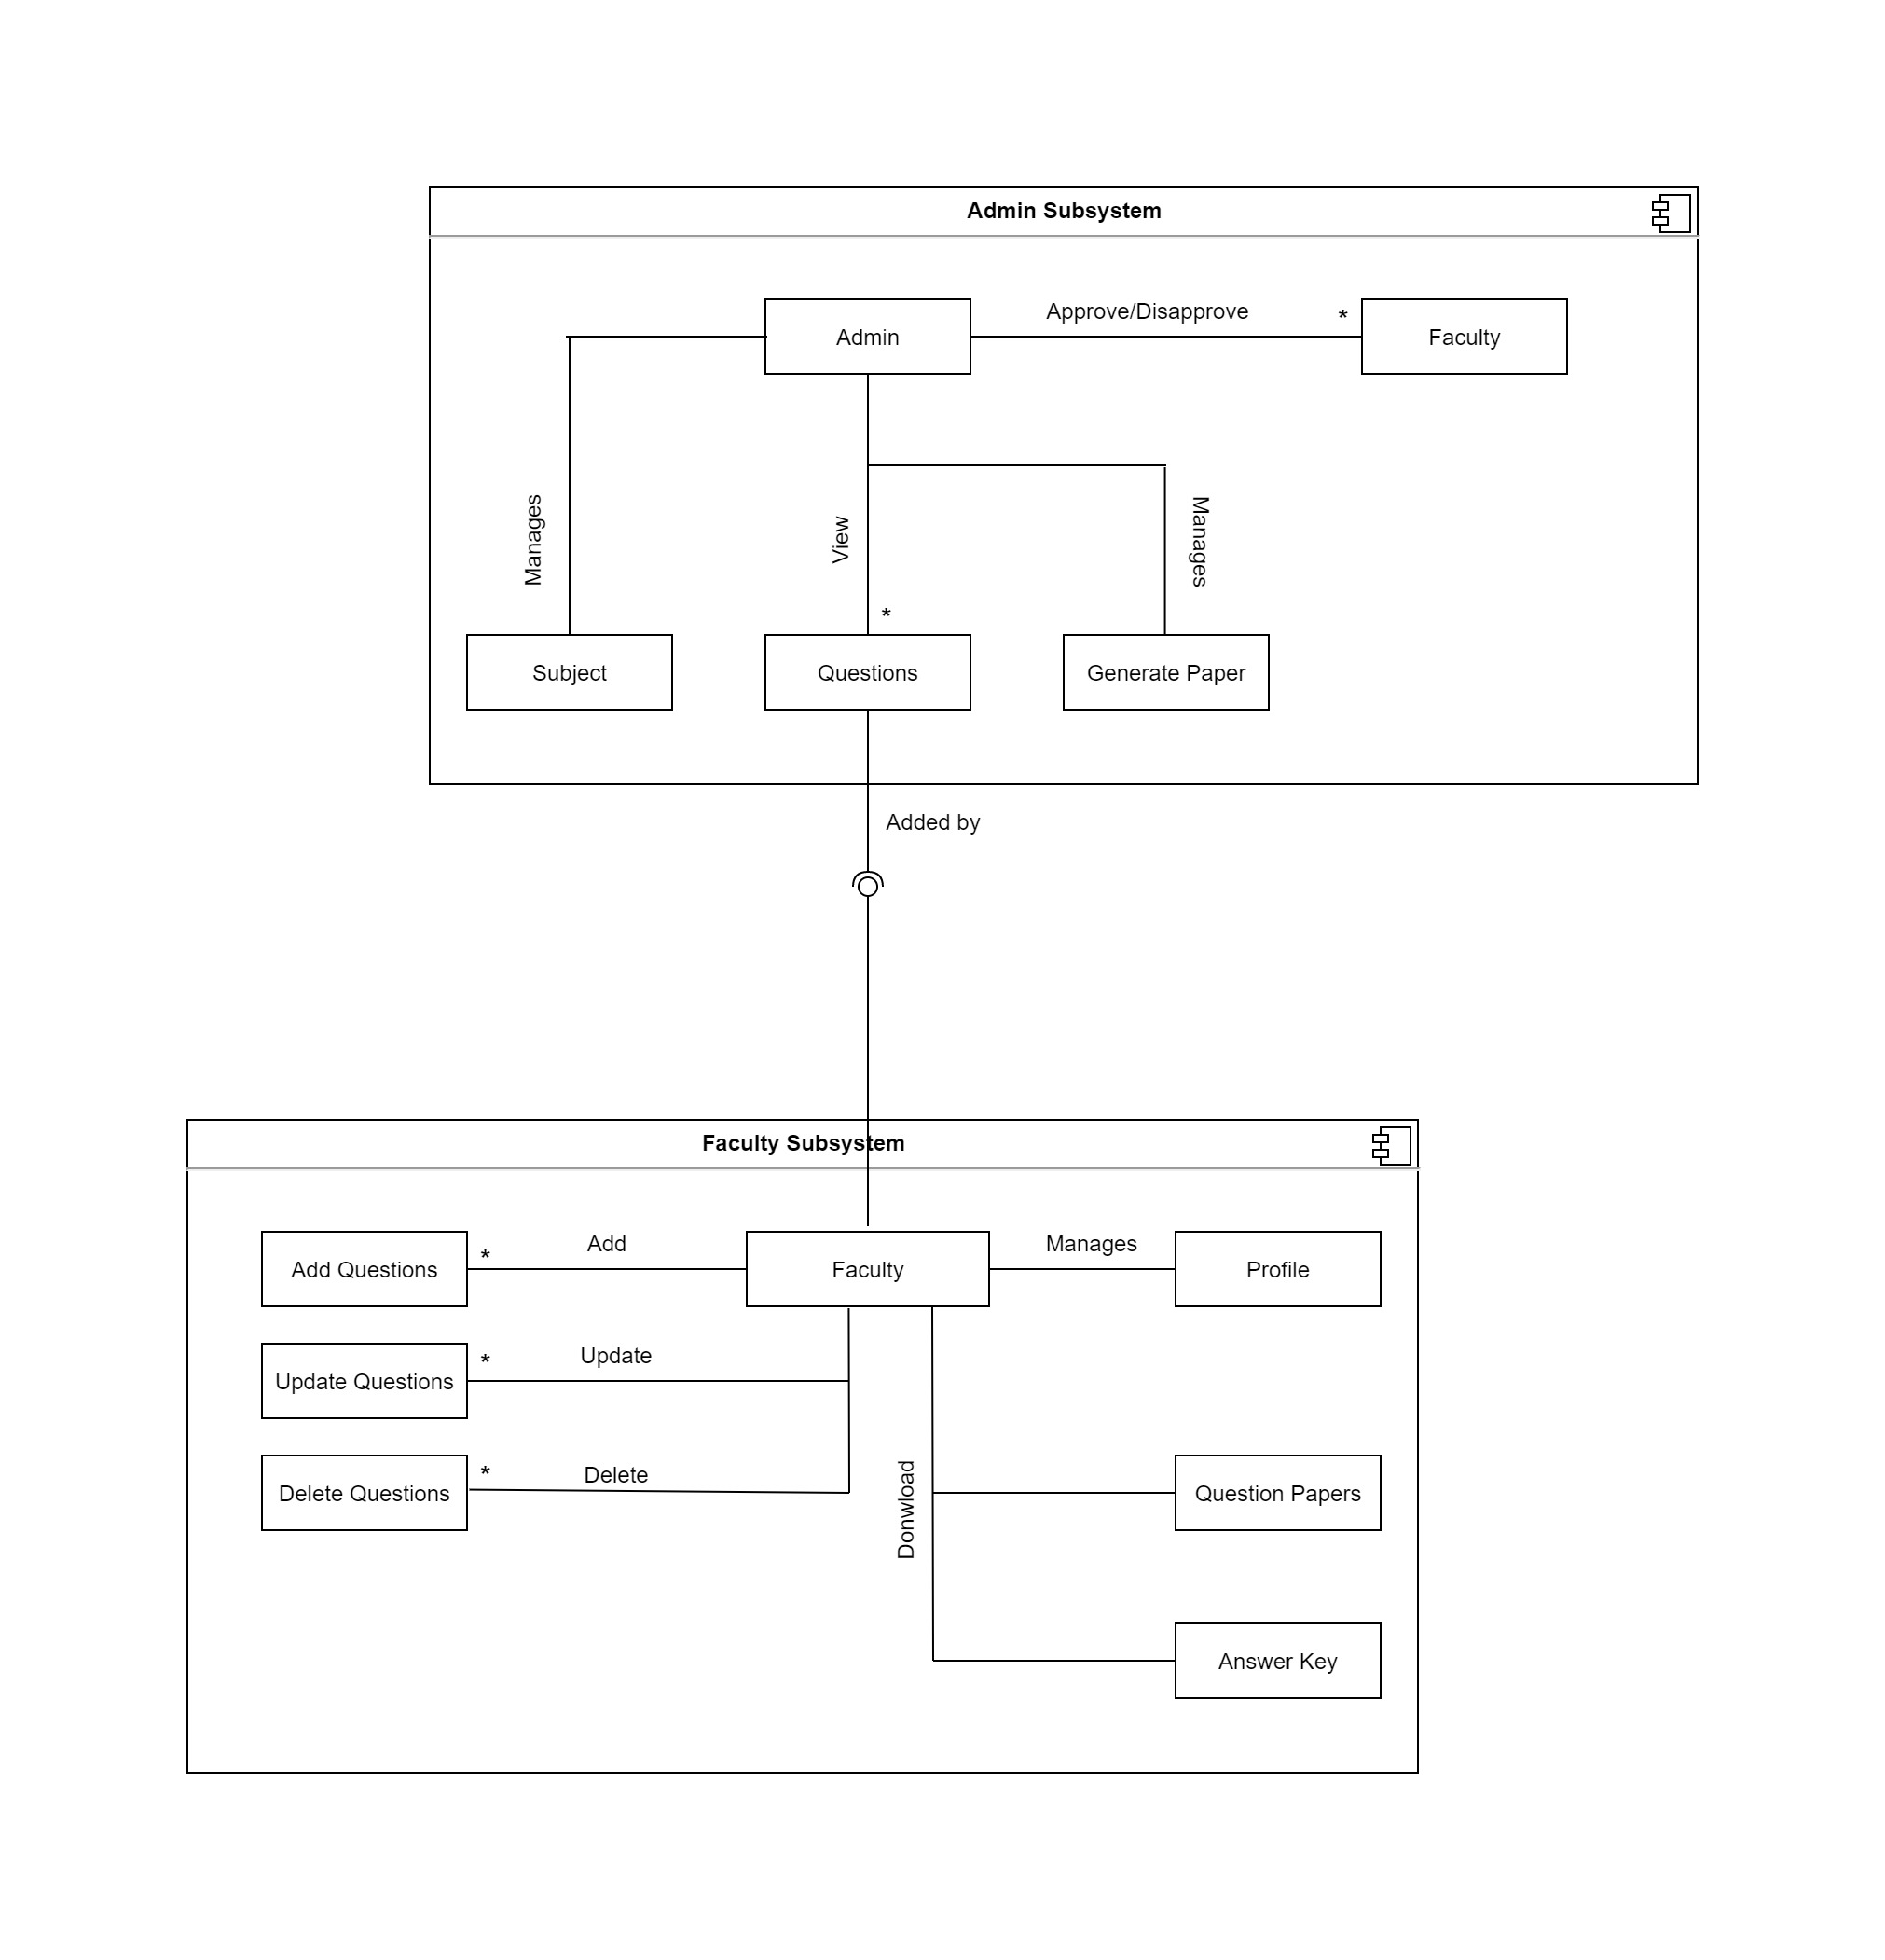 Admin Subsystem
Admin
Approve/Disapprove
*
Faculty
Manages
View
Manages
*
Subject
Questions
Generate Paper
Added by
Faculty Subsystem
Add Questions
*
Add
Faculty
Manages
Profile
Update Questions
*
Update
Delete Questions
*
Delete
Donwload
Question Papers
Answer Key